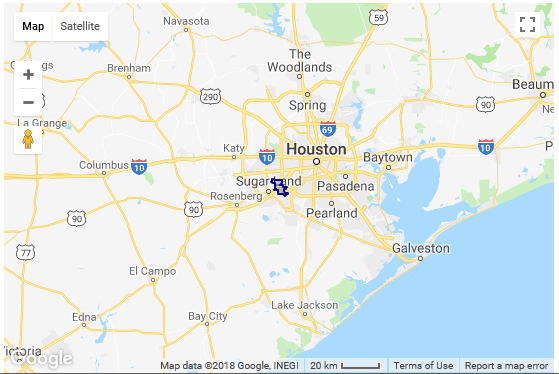 Map Satellite
Navasota
59
The
Woodlands
Bremham
Spring
290
90
Beaum
La Grange
69
Katy
10
Houston
10
Baytown
Columbus
10
Sugar Land
Pasadena
Rosenberg
90
Pearland
90
77
Galveston
El Campo
Lake Jackson
Edna
Bay City
ictoria
Google
Map data ©2018 Google, INEGI
20 km
Terms of Use
Report a map error